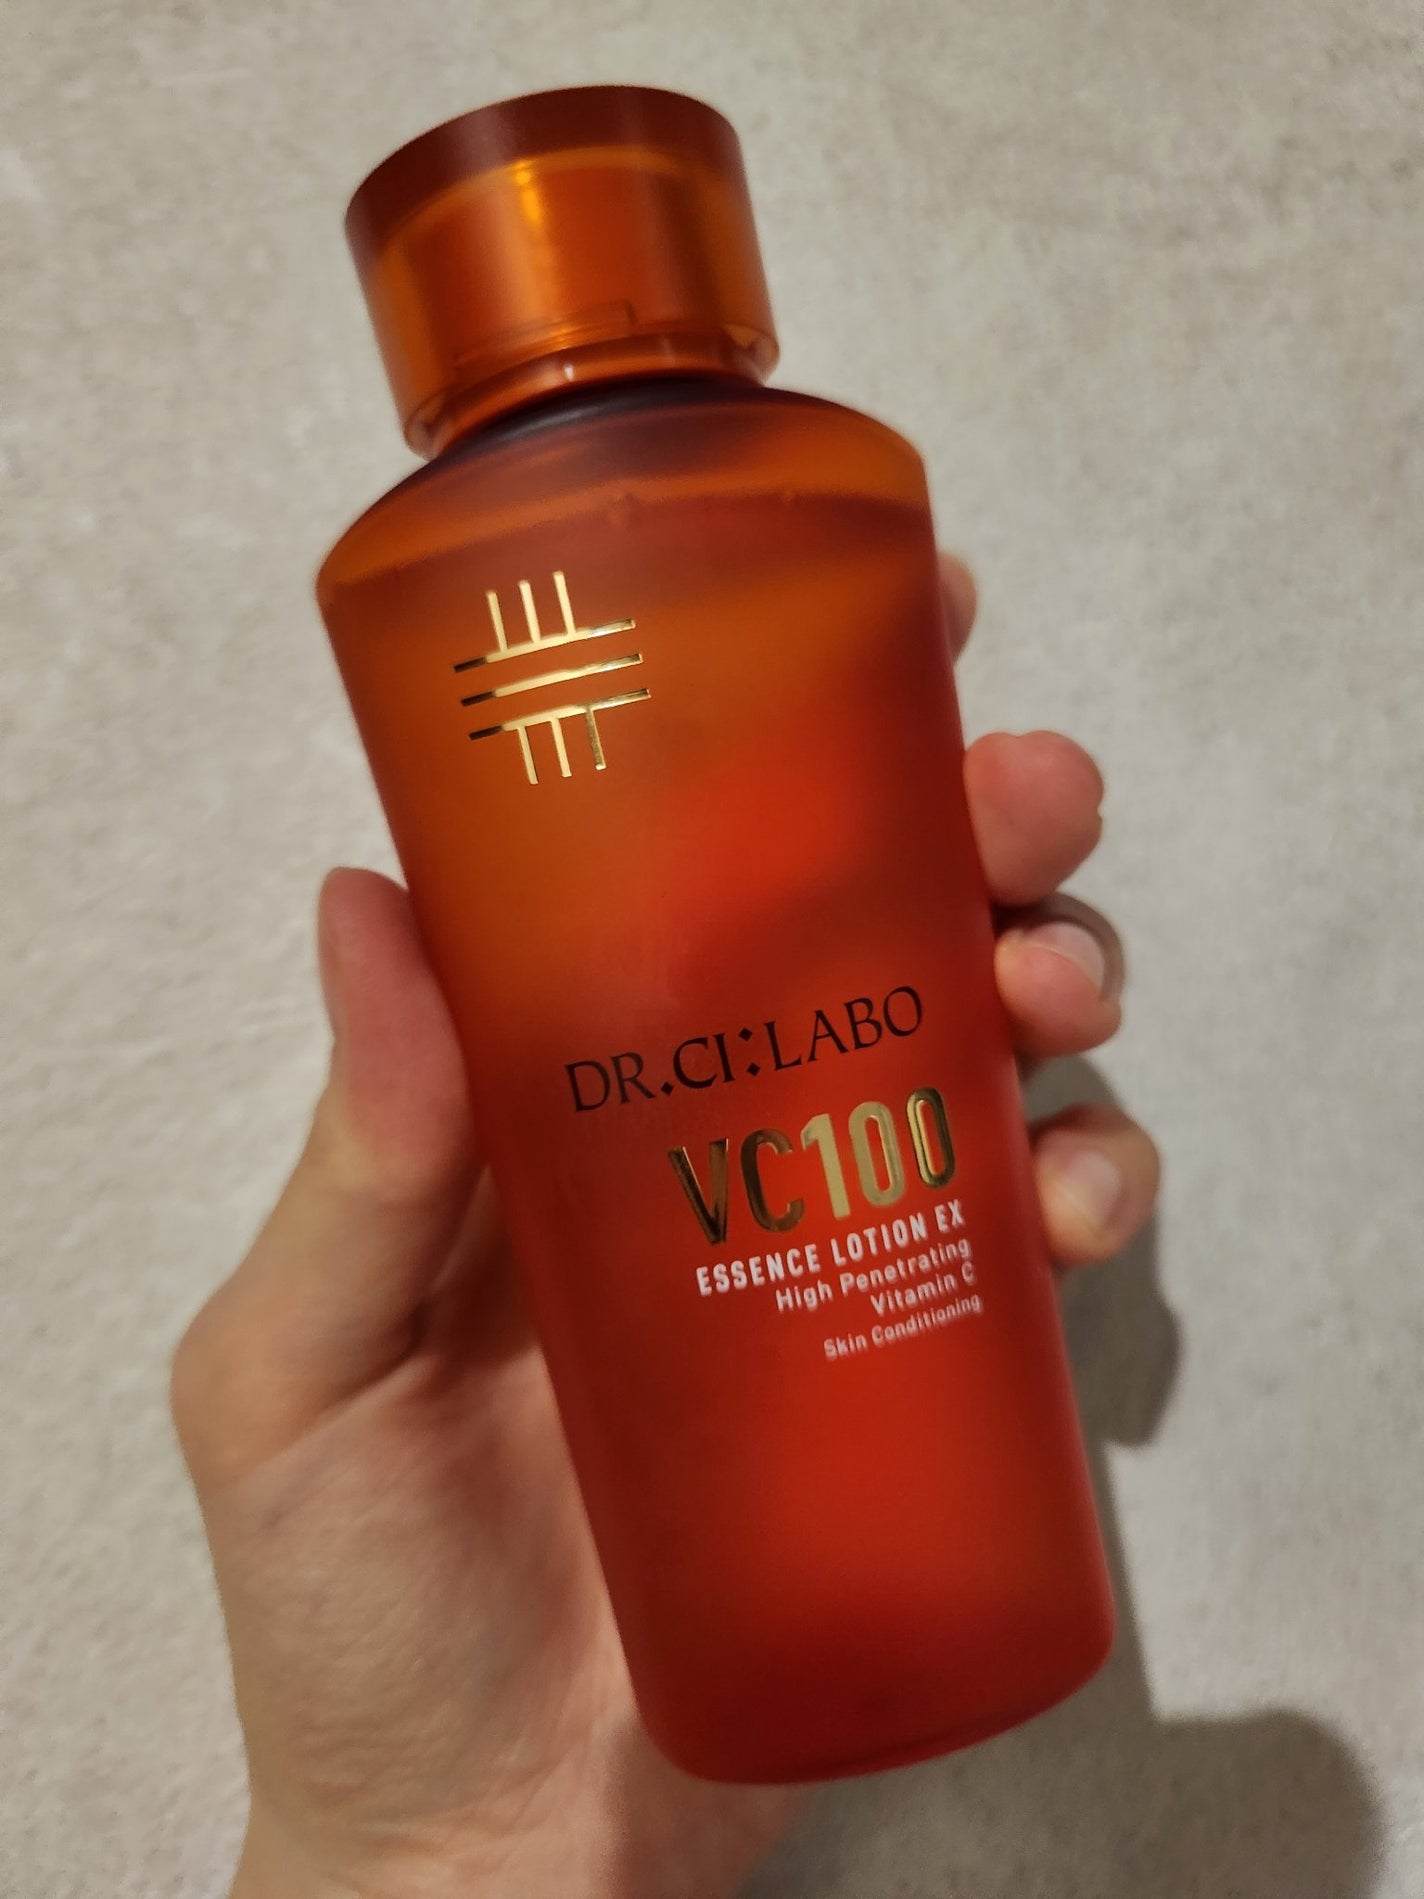 DR.CI:LABO
VC100
ESSENCE LOTION EX
High Penetrating
Vitamin C
Skin Conditioning